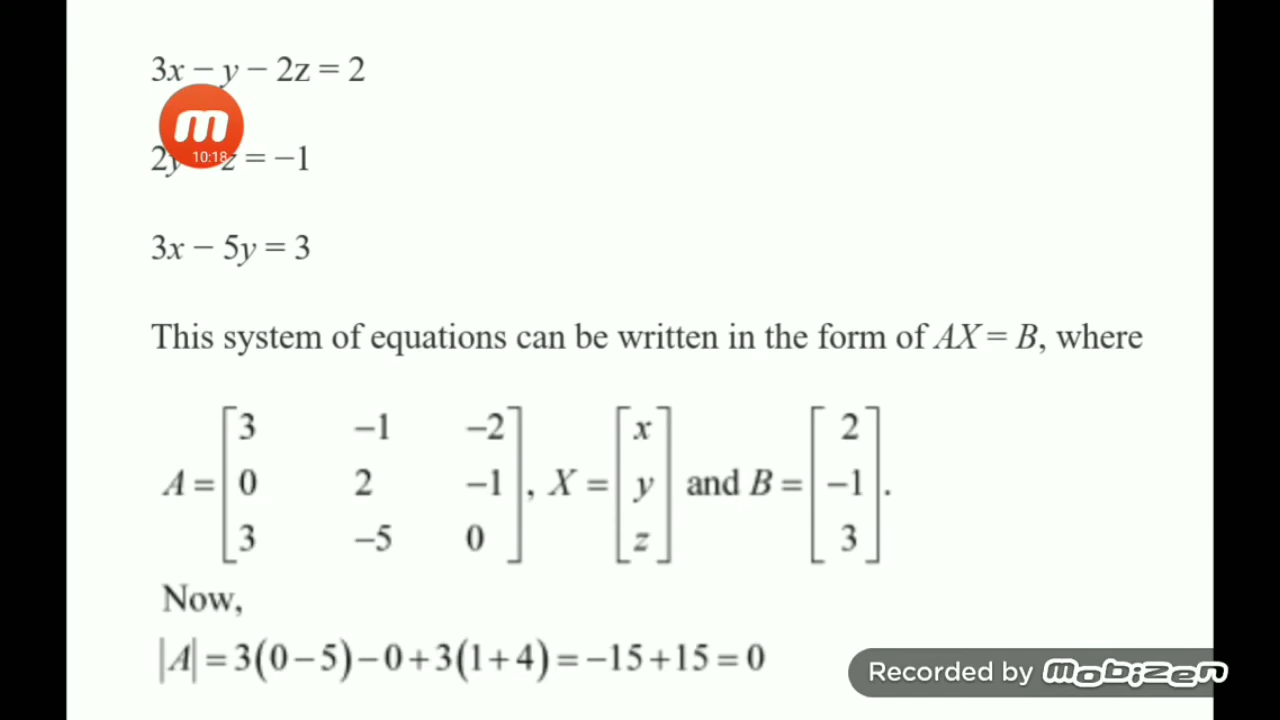 3x − y − 2z = 2
m
10:18
2y z = −1
3x − 5y = 3
This system of equations can be written in the form of AX = B, where
A = [3 −1 −2
0 2 −1
3 −5 0], X = [x
y
z] and B = [2
−1
3].
Now,
|A| = 3(0−5)−0+3(1+4) = −15+15 = 0
Recorded by mobizen